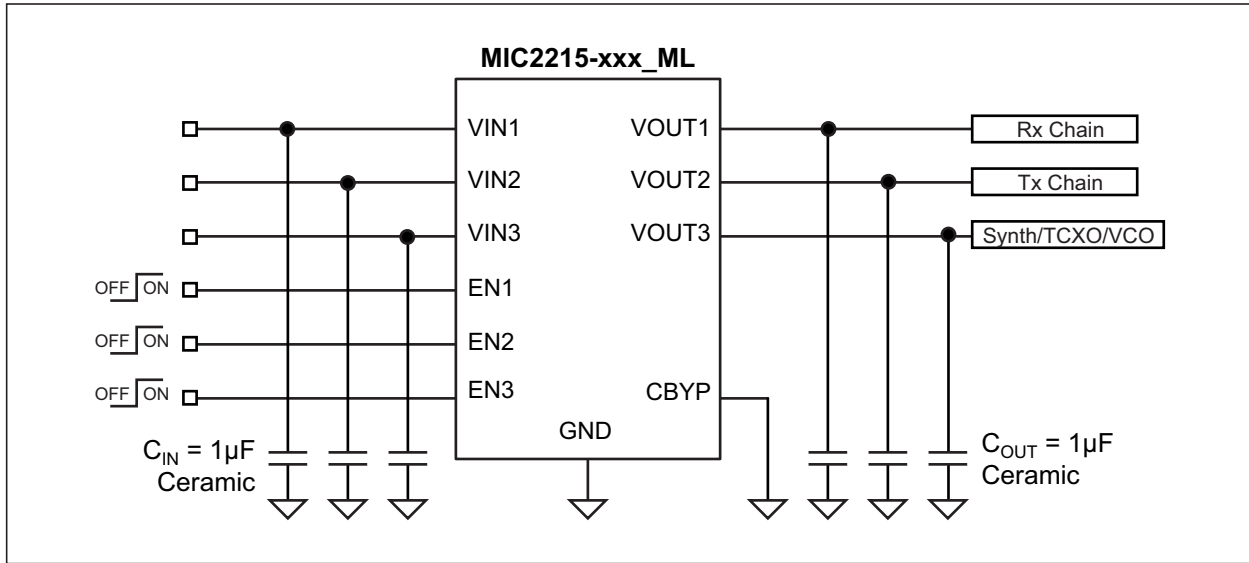 MIC2215-xxx_ML
VIN1 VOUT1 Rx Chain
VIN2 VOUT2 Tx Chain
VIN3 VOUT3 Synth/TCXO/VCO
OFF ON EN1
OFF ON EN2
OFF ON EN3 CBYP
GND
C_IN = 1µF
Ceramic
C_OUT = 1µF
Ceramic